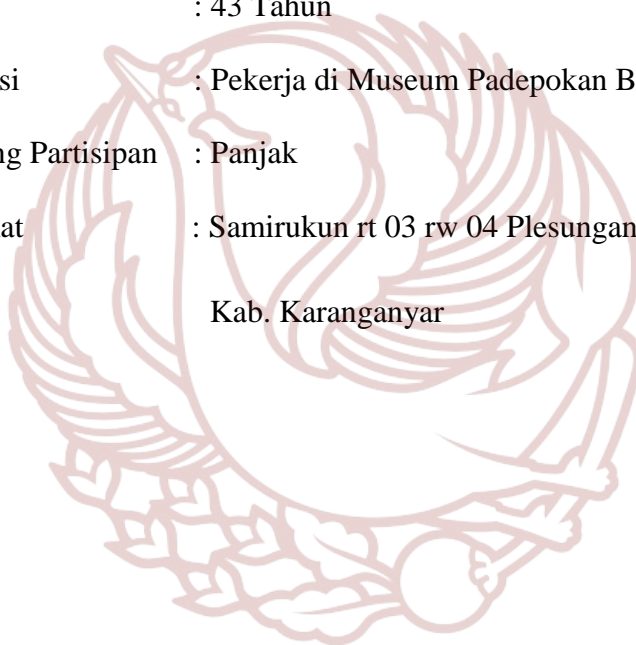 : 43 Tahun
si : Pekerja di Museum Padepokan B
ng Partisipan : Panjak
at : Samirukun rt 03 rw 04 Plesungan
Kab. Karanganyar